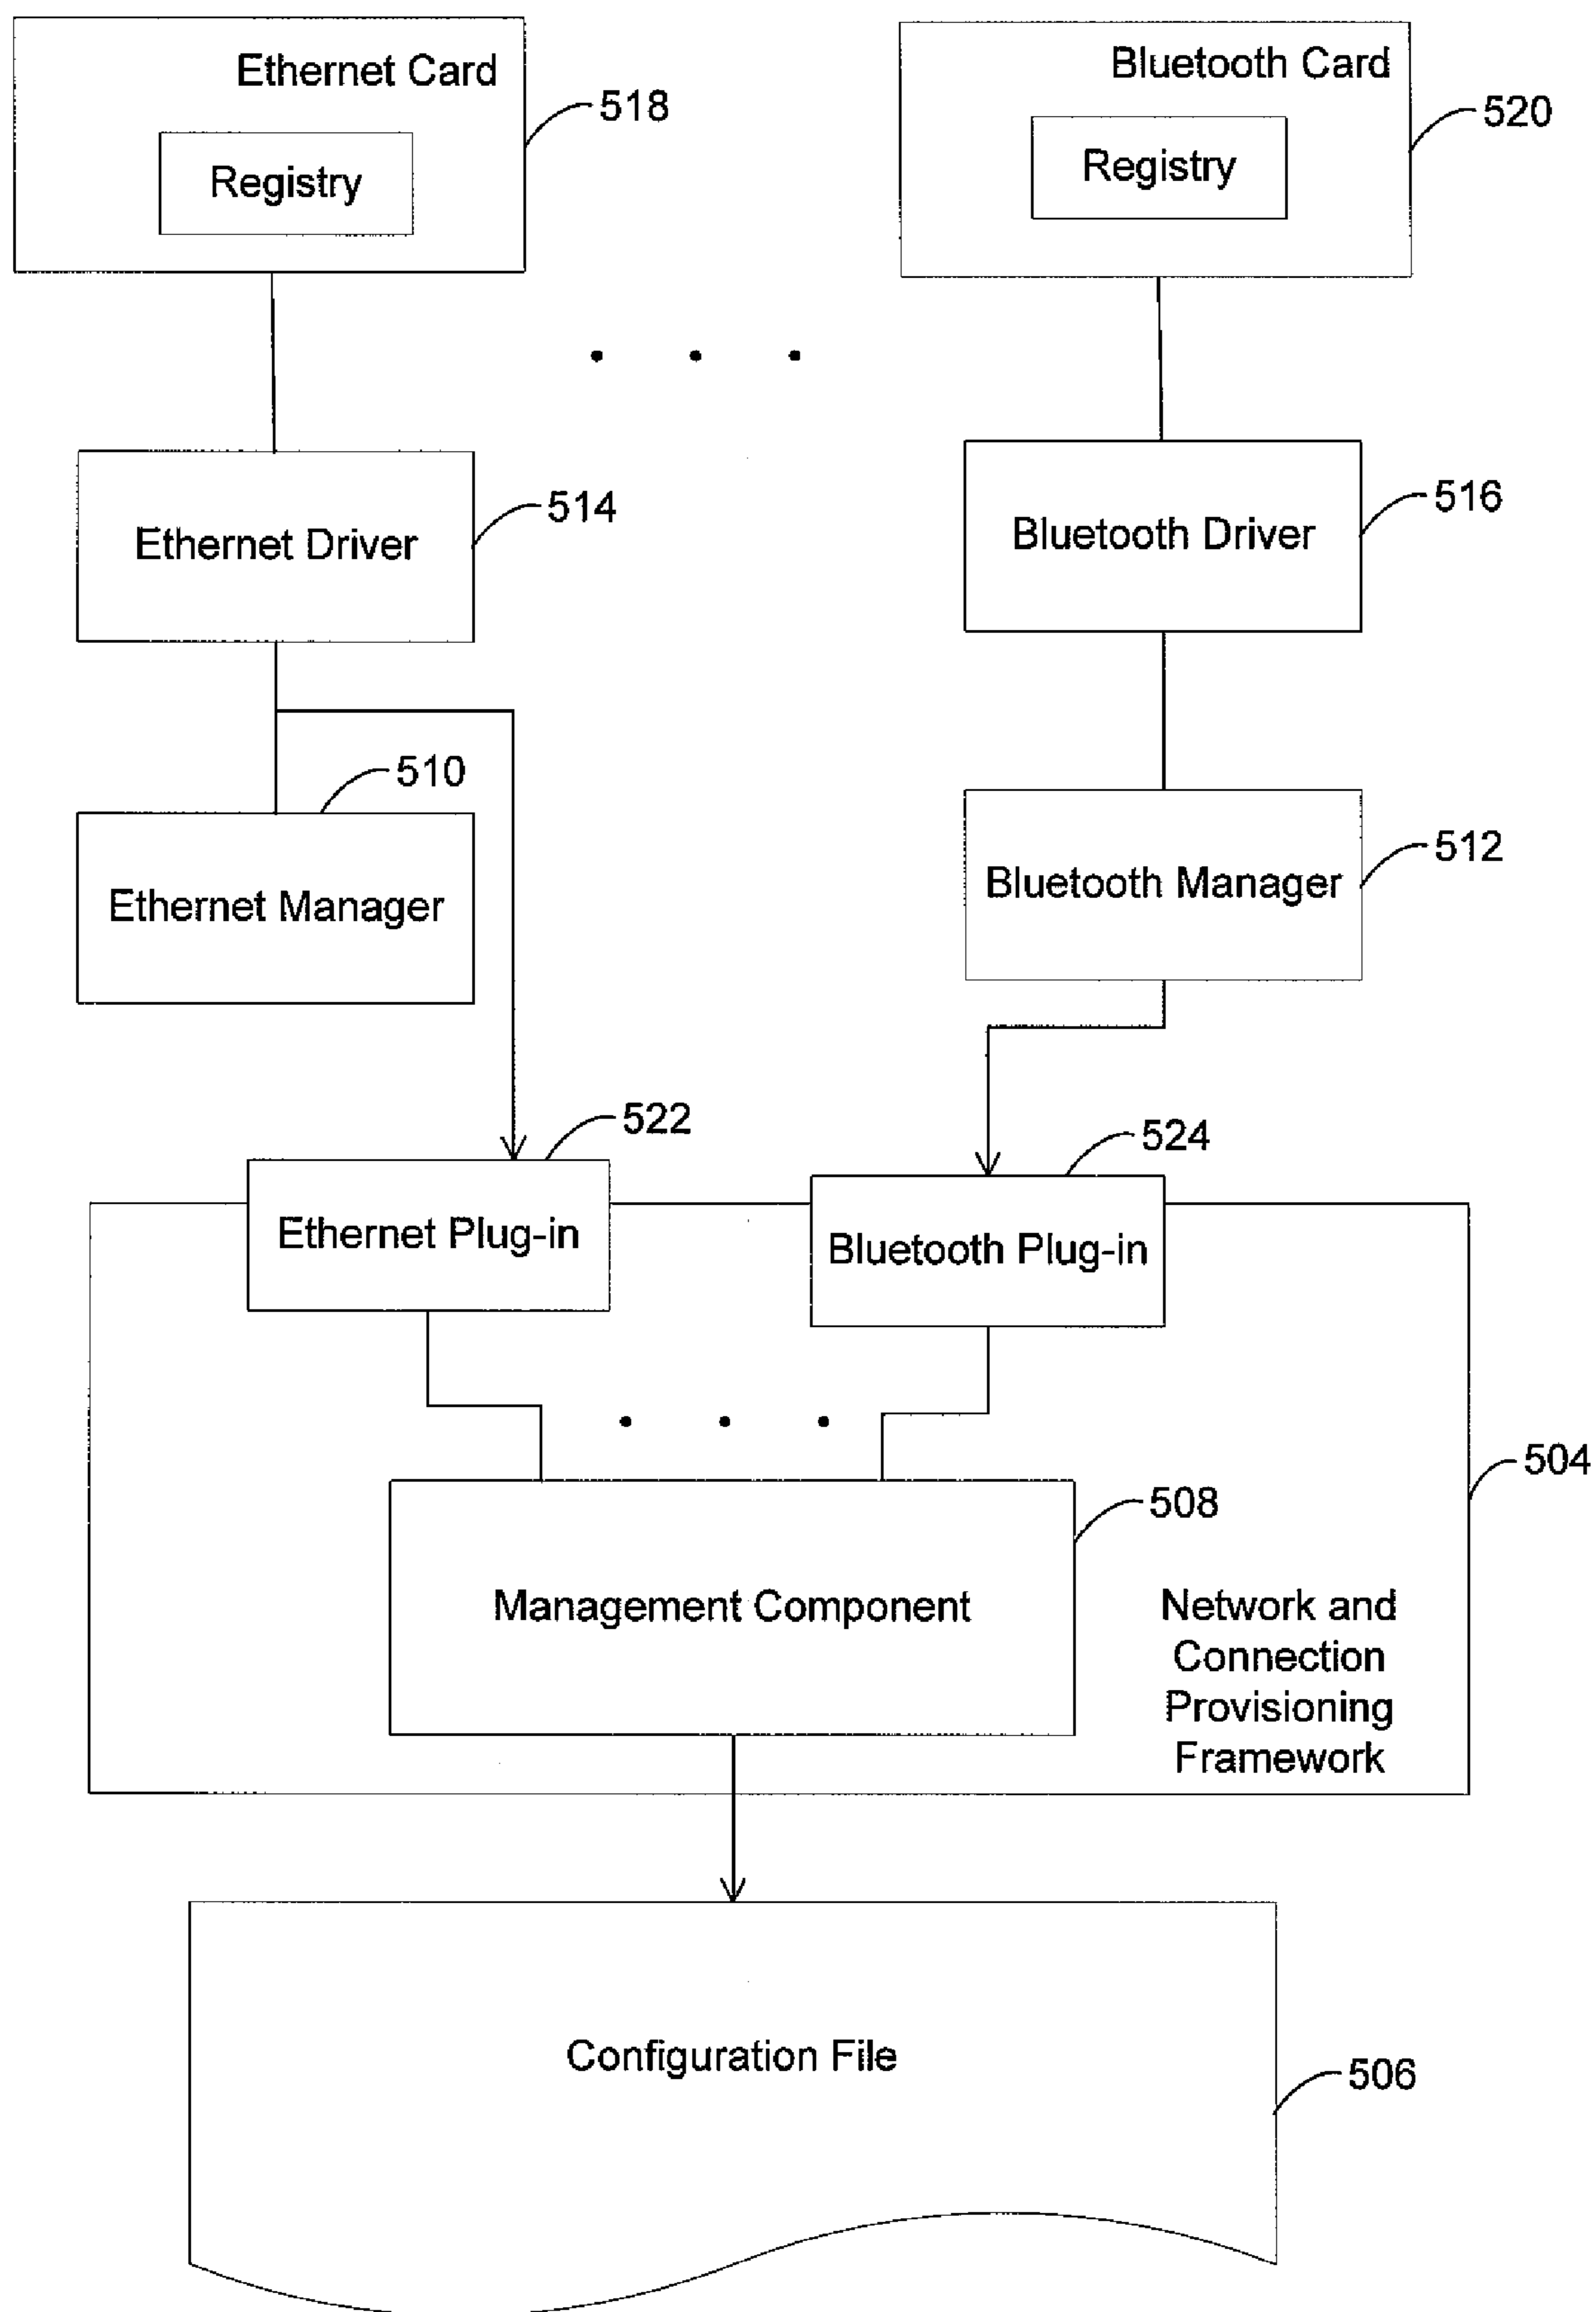 Ethernet Card
518
Registry
Bluetooth Card
520
Registry
Ethernet Driver
514
Bluetooth Driver
516
510
Ethernet Manager
Bluetooth Manager
512
522
Ethernet Plug-in
524
Bluetooth Plug-in
504
508
Management Component
Network and
Connection
Provisioning
Framework
Configuration File
506